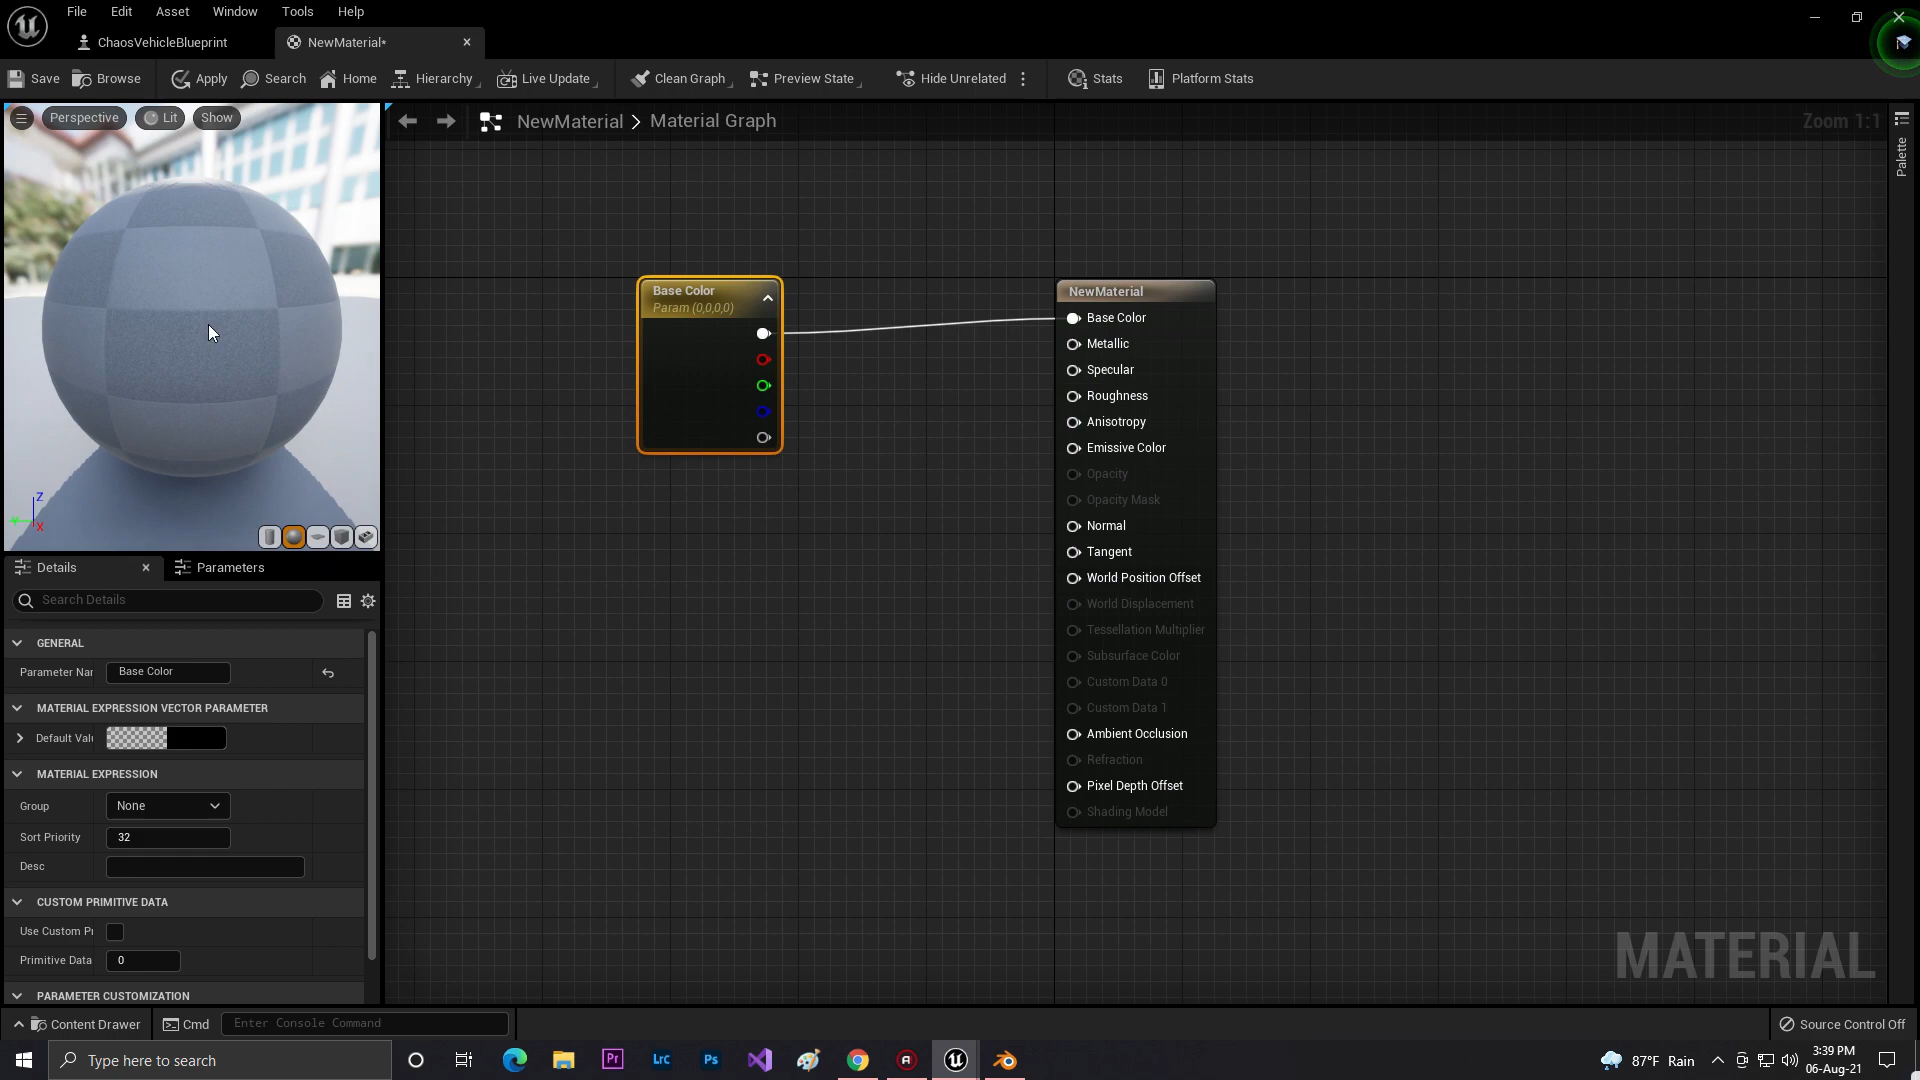 File Edit Asset Window Tools Help
ChaosVehicleBlueprint
NewMaterial*
Save Browse Apply Search Home Hierarchy Live Update Clean Graph Preview State Hide Unrelated Stats Platform Stats
Perspective Lit Show
NewMaterial > Material Graph
Zoom 1:1
Palette
Base Color
Param (0,0,0,0)
NewMaterial
Base Color
Metallic
Specular
Roughness
Anisotropy
Emissive Color
Opacity
Opacity Mask
Normal
Tangent
World Position Offset
World Displacement
Tessellation Multiplier
Subsurface Color
Custom Data 0
Custom Data 1
Ambient Occlusion
Refraction
Pixel Depth Offset
Shading Model
Z
Y
X
Details Parameters
Search Details
GENERAL
Parameter Nar Base Color
MATERIAL EXPRESSION VECTOR PARAMETER
Default Valu
MATERIAL EXPRESSION
Group None
Sort Priority 32
Desc
CUSTOM PRIMITIVE DATA
Use Custom Pr
Primitive Data 0
PARAMETER CUSTOMIZATION
MATERIAL
Content Drawer Cmd Enter Console Command Source Control Off
Type here to search
Pr Lrc Ps
87°F Rain
3:39 PM
06-Aug-21